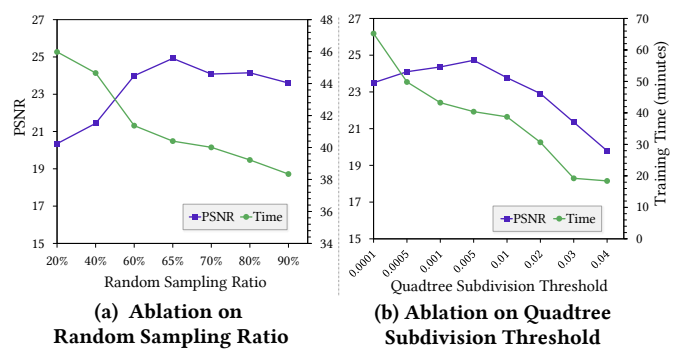 27
25
23
21
19
17
15
PSNR
48
46
44
42
40
38
36
34
PSNR Time
20% 40% 60% 65% 70% 80% 90%
Random Sampling Ratio
(a) Ablation on
Random Sampling Ratio
27
25
23
21
19
17
15
70
60
50
40
30
20
10
0
Training Time (minutes)
PSNR Time
0.0001 0.0005 0.001 0.005 0.01 0.02 0.03 0.04
Quadtree Subdivision Threshold
(b) Ablation on Quadtree
Subdivision Threshold